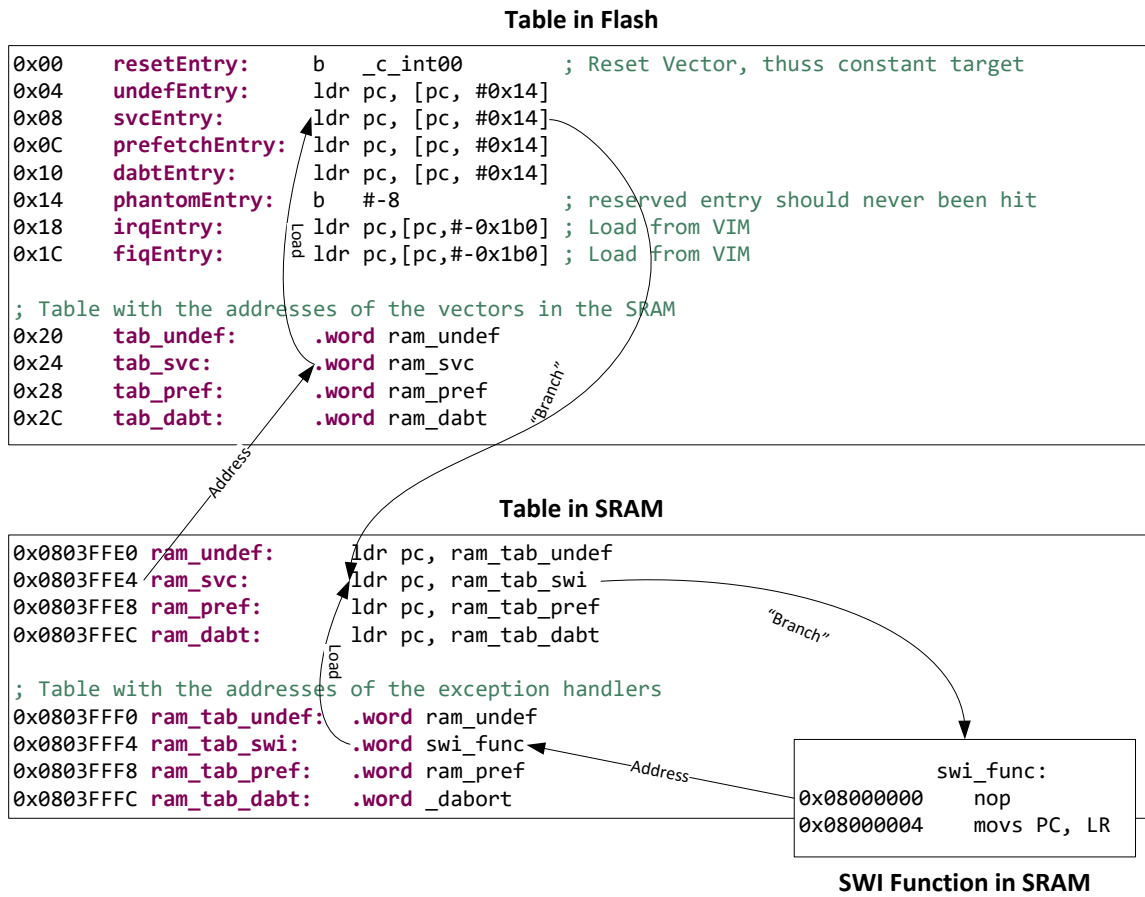 Table in Flash
0x00 resetEntry: b _c_int00 ; Reset Vector, thuss constant target
0x04 undefEntry: ldr pc, [pc, #0x14]
0x08 svcEntry: ldr pc, [pc, #0x14]
0x0C prefetchEntry: ldr pc, [pc, #0x14]
0x10 dabtEntry: ldr pc, [pc, #0x14]
0x14 phantomEntry: b #-8 ; reserved entry should never been hit
0x18 irqEntry: ldr pc,[pc,#-0x1b0] ; Load from VIM
0x1C fiqEntry: ldr pc,[pc,#-0x1b0] ; Load from VIM
Load
; Table with the addresses of the vectors in the SRAM
0x20 tab_undef: .word ram_undef
0x24 tab_svc: .word ram_svc
0x28 tab_pref: .word ram_pref
0x2C tab_dabt: .word ram_dabt
"Branch"
Address
Table in SRAM
0x0803FFE0 ram_undef: ldr pc, ram_tab_undef
0x0803FFE4 ram_svc: ldr pc, ram_tab_swi
0x0803FFE8 ram_pref: ldr pc, ram_tab_pref
0x0803FFEC ram_dabt: ldr pc, ram_tab_dabt
"Branch"
Load
; Table with the addresses of the exception handlers
0x0803FFF0 ram_tab_undef: .word ram_undef
0x0803FFF4 ram_tab_swi: .word swi_func
0x0803FFF8 ram_tab_pref: .word ram_pref
0x0803FFFC ram_tab_dabt: .word _dabort
Address
swi_func:
0x08000000 nop
0x08000004 movs PC, LR
SWI Function in SRAM